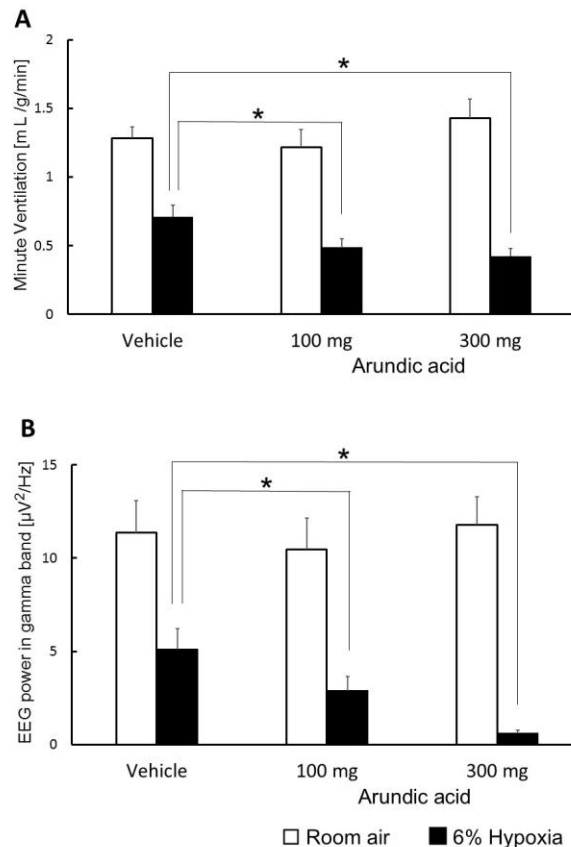 A
Minute Ventilation [m L /g/min]
2
1.5
1
0.5
0
*
*
Vehicle 100 mg 300 mg
Arundic acid
B
EEG power in gamma band [µV²/Hz]
15
10
5
0
*
*
Vehicle 100 mg 300 mg
Arundic acid
Room air 6% Hypoxia